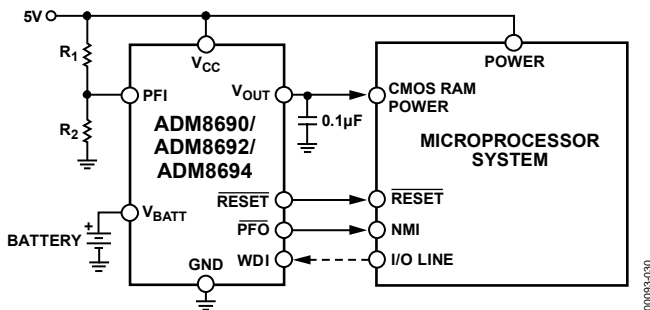 5V
R1
VCC
POWER
PFI
VOUT
CMOS RAM
POWER
R2
0.1µF
ADM8690/
ADM8692/
ADM8694
MICROPROCESSOR
SYSTEM
RESET
RESET
VBATT
BATTERY
+
PFO
NMI
GND
WDI
I/O LINE
00093-030